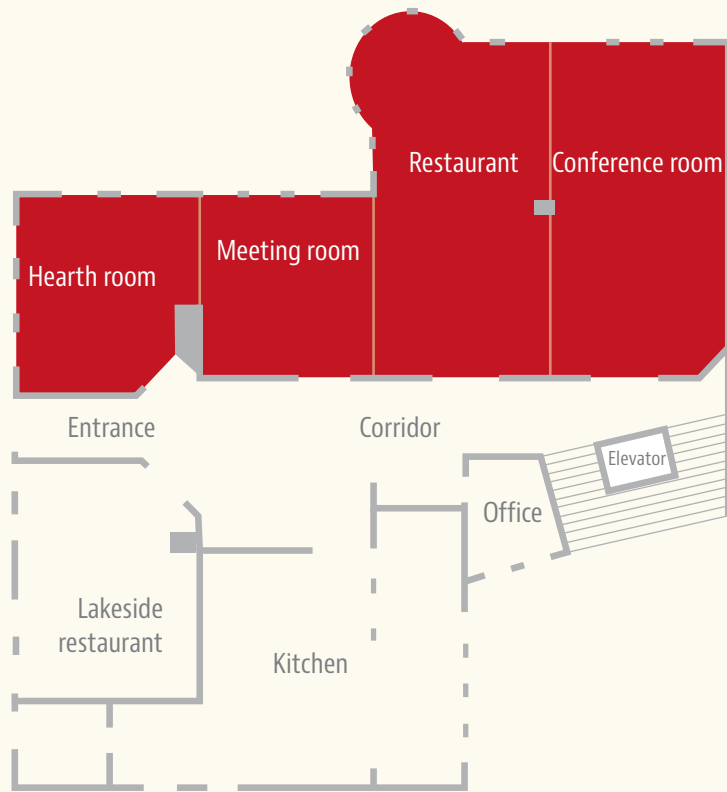 Restaurant
Conference room
Meeting room
Hearth room
Entrance
Corridor
Elevator
Office
Lakeside
restaurant
Kitchen